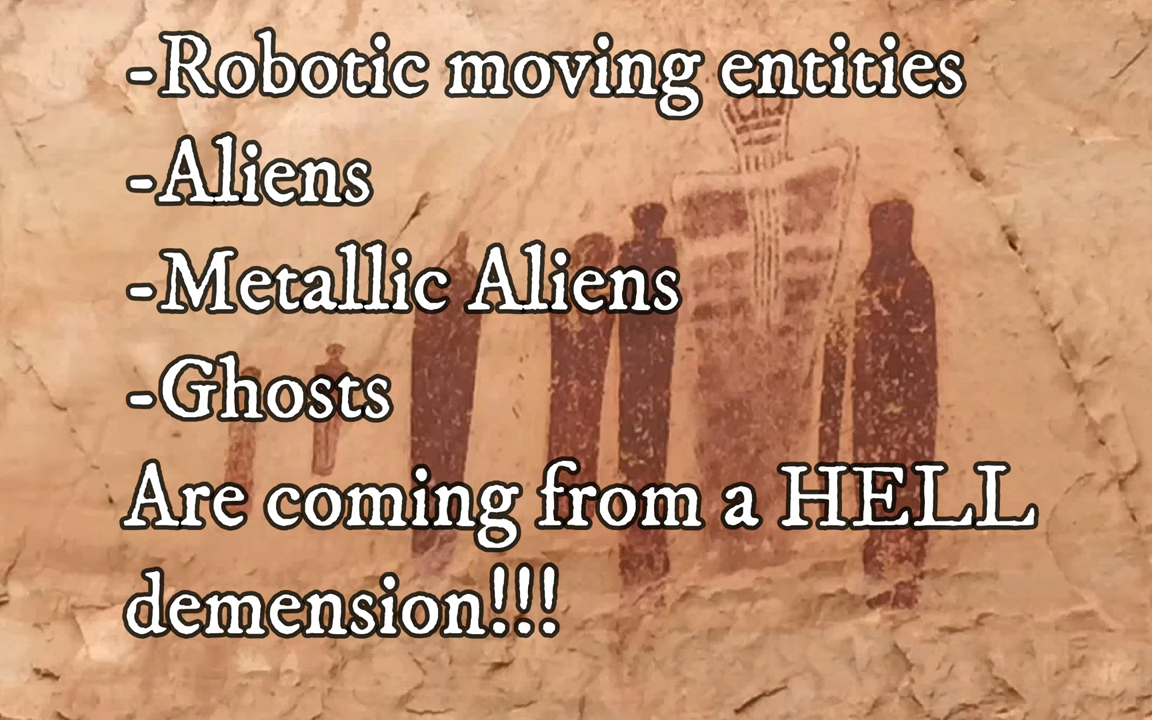 -Robotic moving entities
-Aliens
-Metallic Aliens
-Ghosts
Are coming from a HELL
demension!!!